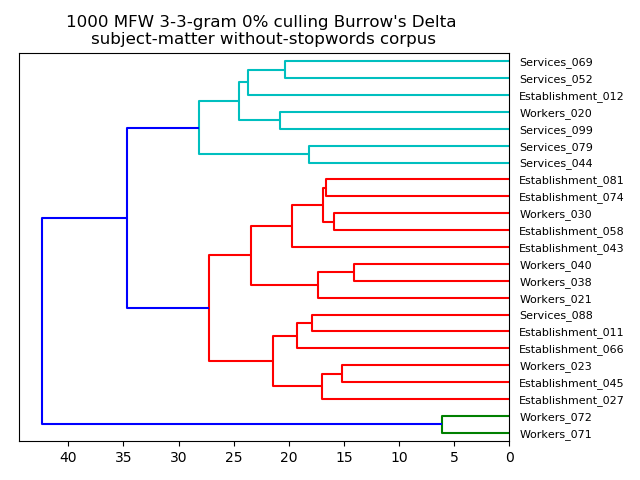 1000 MFW 3-3-gram 0% culling Burrow's Delta
subject-matter without-stopwords corpus
Services_069
Services_052
Establishment_012
Workers_020
Services_099
Services_079
Services_044
Establishment_081
Establishment_074
Workers_030
Establishment_058
Establishment_043
Workers_040
Workers_038
Workers_021
Services_088
Establishment_011
Establishment_066
Workers_023
Establishment_045
Establishment_027
Workers_072
Workers_071
40 35 30 25 20 15 10 5 0